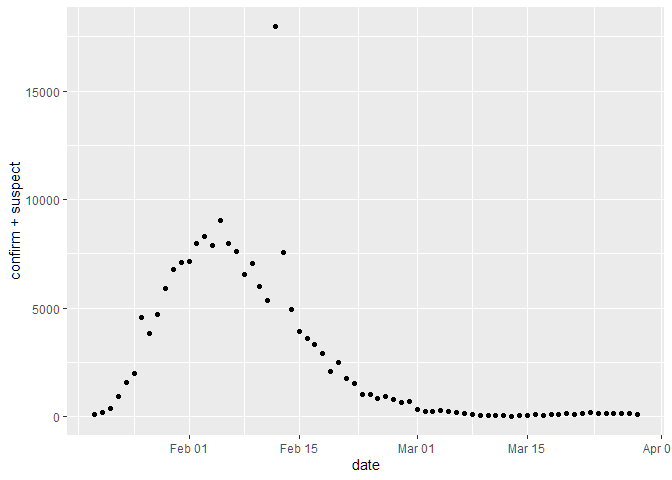 confirm + suspect
15000
10000
5000
0
Feb 01
Feb 15
Mar 01
Mar 15
Apr 0
date